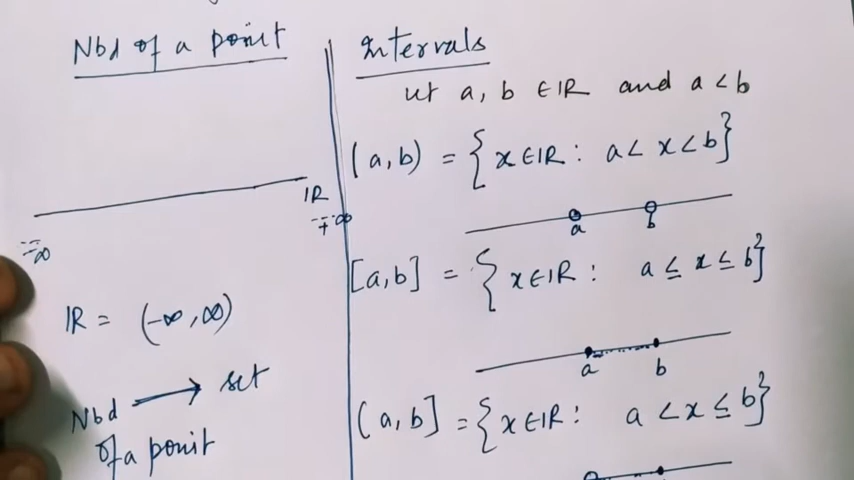 Nbd of a point
IR
-∞
+∞
IR = (-∞, ∞)
Nbd → set
of a point
Intervals
Let a, b ∈ IR and a < b
(a, b) = {x ∈ IR : a < x < b}
a b
[a, b] = {x ∈ IR : a ≤ x ≤ b}
a b
(a, b] = {x ∈ IR : a < x ≤ b}